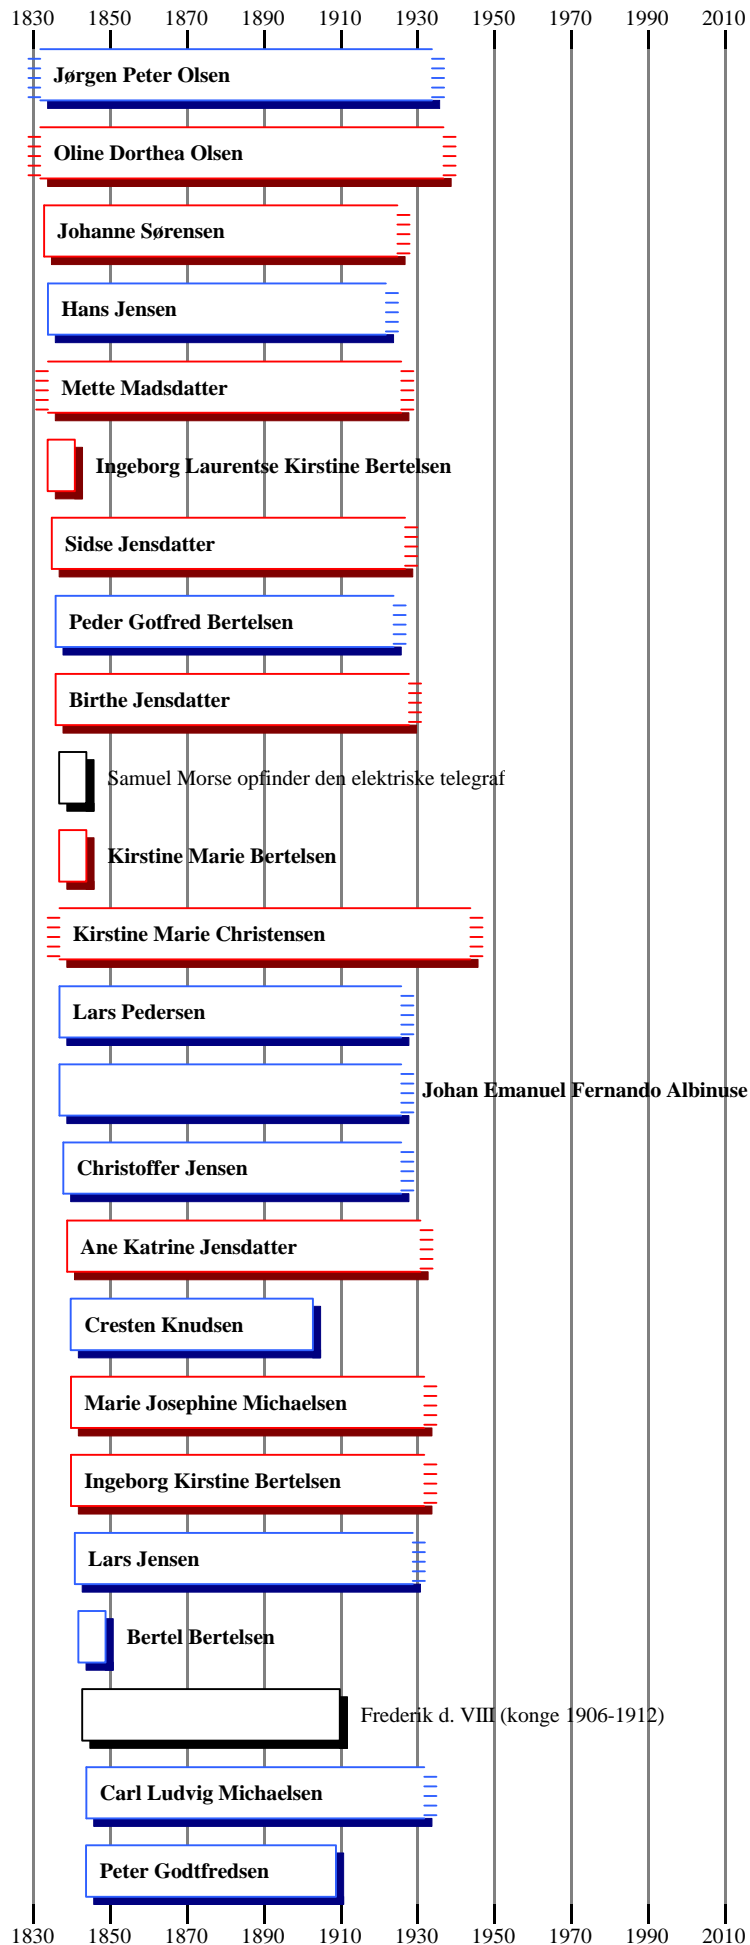 1830 1850 1870 1890 1910 1930 1950 1970 1990 2010
Jørgen Peter Olsen
Oline Dorthea Olsen
Johanne Sørensen
Hans Jensen
Mette Madsdatter
Ingeborg Laurentse Kirstine Bertelsen
Sidse Jensdatter
Peder Gotfred Bertelsen
Birthe Jensdatter
Samuel Morse opfinder den elektriske telegraf
Kirstine Marie Bertelsen
Kirstine Marie Christensen
Lars Pedersen
Johan Emanuel Fernando Albinuse
Christoffer Jensen
Ane Katrine Jensdatter
Cresten Knudsen
Marie Josephine Michaelsen
Ingeborg Kirstine Bertelsen
Lars Jensen
Bertel Bertelsen
Frederik d. VIII (konge 1906-1912)
Carl Ludvig Michaelsen
Peter Godtfredsen
1830 1850 1870 1890 1910 1930 1950 1970 1990 2010